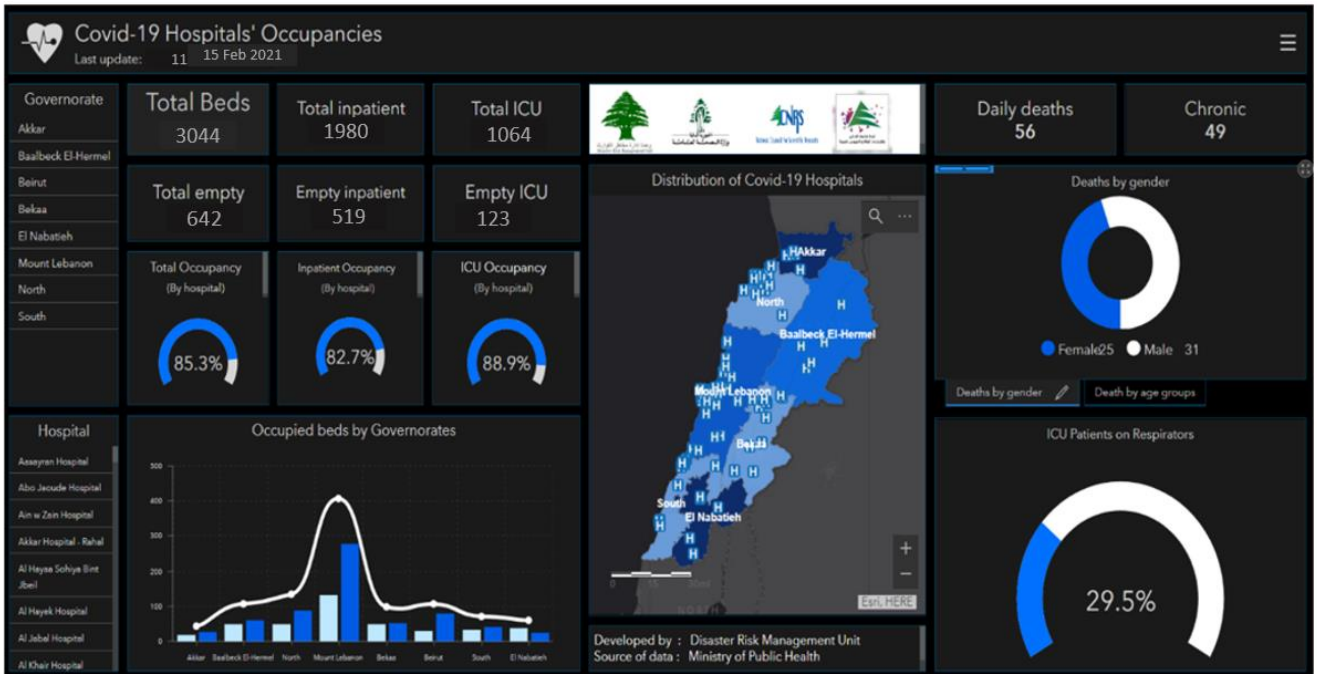 Covid-19 Hospitals' Occupancies
Last update: 11 15 Feb 2021
Governorate
Akkar
Baalbeck El-Hermel
Beirut
Bekaa
El Nabatieh
Mount Lebanon
North
South
Total Beds
3044
Total inpatient
1980
Total ICU
1064
Total empty
642
Empty inpatient
519
Empty ICU
123
Total Occupancy
(By hospital)
85.3%
Inpatient Occupancy
(By hospital)
82.7%
ICU Occupancy
(By hospital)
88.9%
Hospital
Asseyran Hospital
Abo Jaoude Hospital
Ain w Zein Hospital
Akkar Hospital - Rahal
Al Hayek Hospital
Al Jabal Hospital
Al Khair Hospital
Occupied beds by Governorates
500
400
300
200
100
0
Akkar Baalbeck El-Hermel North Mount Lebanon Bekaa Beirut South El Nabatieh
CNRS
Distribution of Covid-19 Hospitals
Akkar
North
Baalbeck El-Hermel
Mount Lebanon
Bekaa
South
El Nabatieh
Esri, HERE
Developed by : Disaster Risk Management Unit
Source of data : Ministry of Public Health
Daily deaths
56
Chronic
49
Deaths by gender
Female 25 Male 31
Deaths by gender
Death by age groups
ICU Patients on Respirators
29.5%